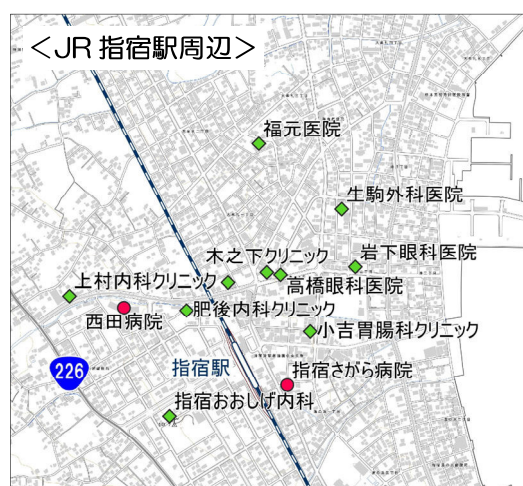 ＜JR 指宿駅周辺＞
福元医院
生駒外科医院
木之下クリニック
岩下眼科医院
上村内科クリニック
高橋眼科医院
西田病院
肥後内科クリニック
小吉胃腸科クリニック
指宿駅
226
指宿さがら病院
指宿おおしげ内科